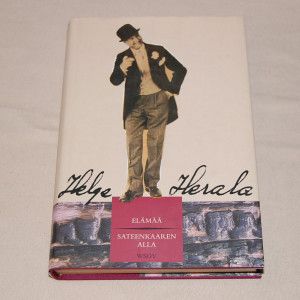 Helge Herala
ELÄMÄÄ
SATEENKAAREN
ALLA
WSOY